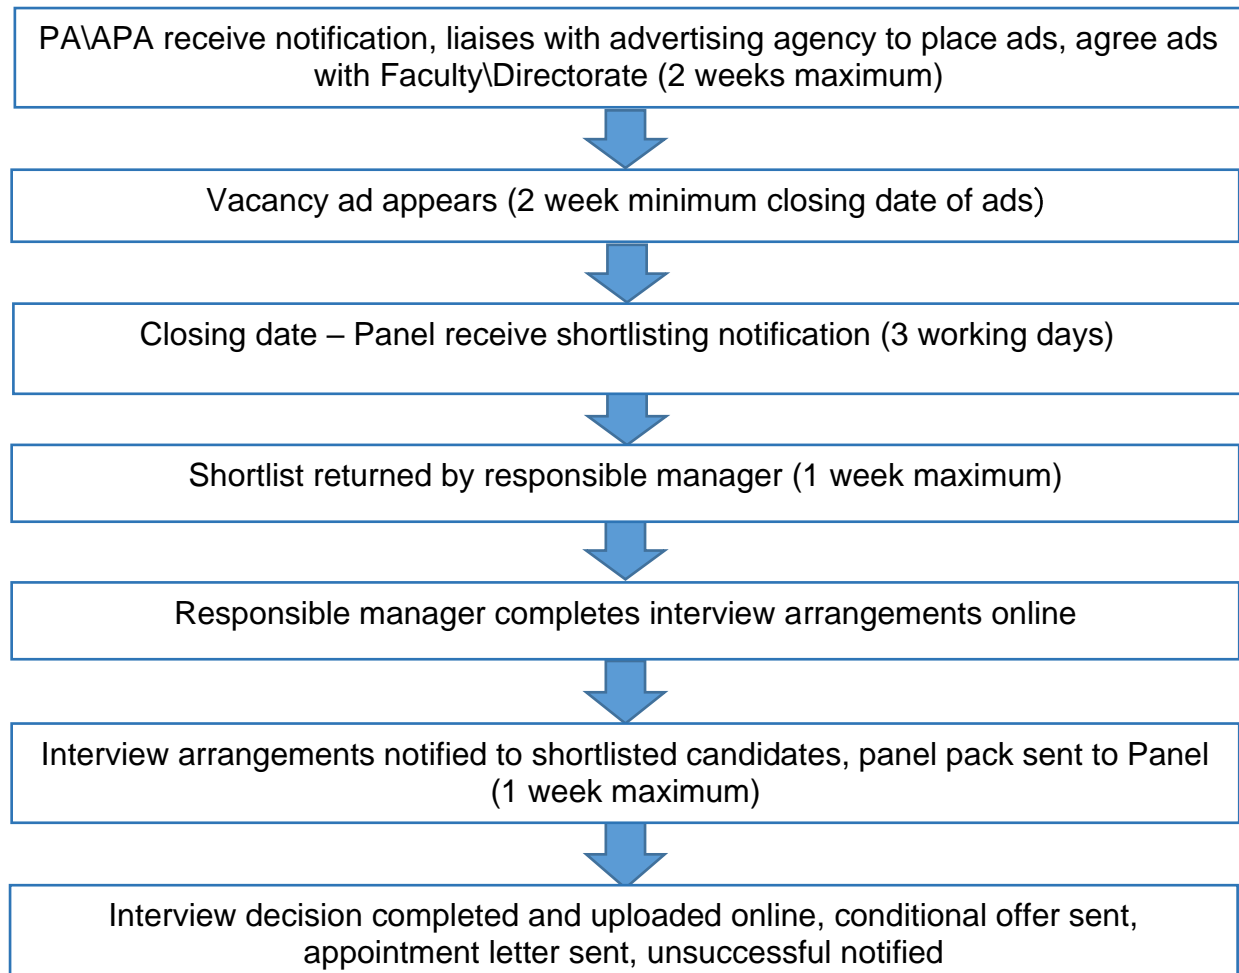 PA\APA receive notification, liaises with advertising agency to place ads, agree ads
with Faculty\Directorate (2 weeks maximum)
Vacancy ad appears (2 week minimum closing date of ads)
Closing date – Panel receive shortlisting notification (3 working days)
Shortlist returned by responsible manager (1 week maximum)
Responsible manager completes interview arrangements online
Interview arrangements notified to shortlisted candidates, panel pack sent to Panel
(1 week maximum)
Interview decision completed and uploaded online, conditional offer sent,
appointment letter sent, unsuccessful notified